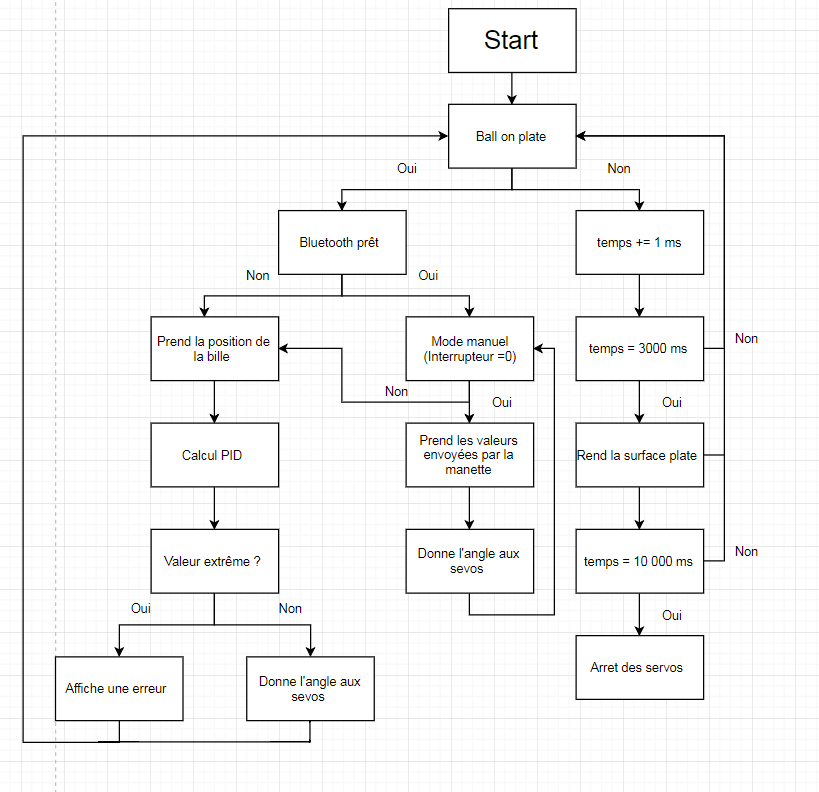 Start
Ball on plate
Oui
Non
Bluetooth prêt
temps += 1 ms
Non
Oui
Prend la position de
la bille
Mode manuel
(Interrupteur =0)
temps = 3000 ms
Non
Non
Oui
Oui
Calcul PID
Prend les valeurs
envoyées par la
manette
Rend la surface plate
Valeur extrême ?
Donne l'angle aux
sevos
temps = 10 000 ms
Non
Oui
Non
Oui
Affiche une erreur
Donne l'angle aux
sevos
Arret des servos